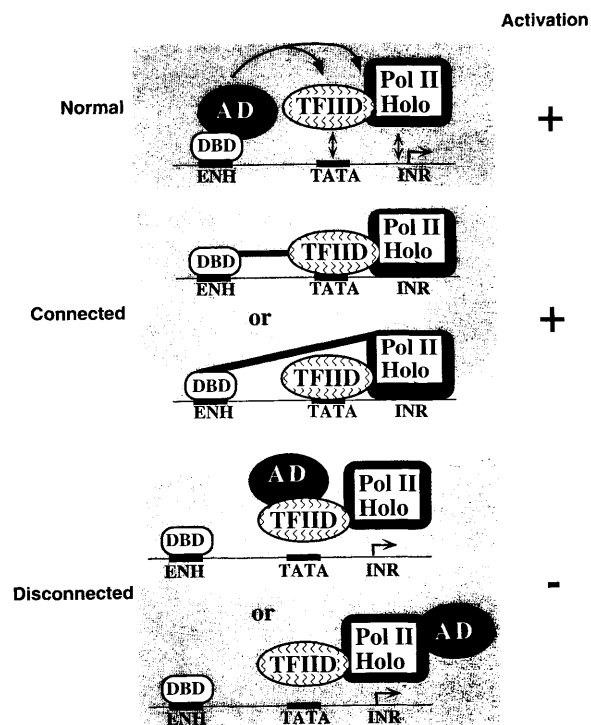 Activation
Normal
AD
TFIID
Pol II
Holo
DBD
ENH
TATA
INR
+
DBD
TFIID
Pol II
Holo
ENH
TATA
INR
Connected
or
+
DBD
TFIID
Pol II
Holo
ENH
TATA
INR
AD
TFIID
Pol II
Holo
DBD
ENH
TATA
INR
Disconnected
or
-
DBD
TFIID
Pol II
Holo
AD
ENH
TATA
INR